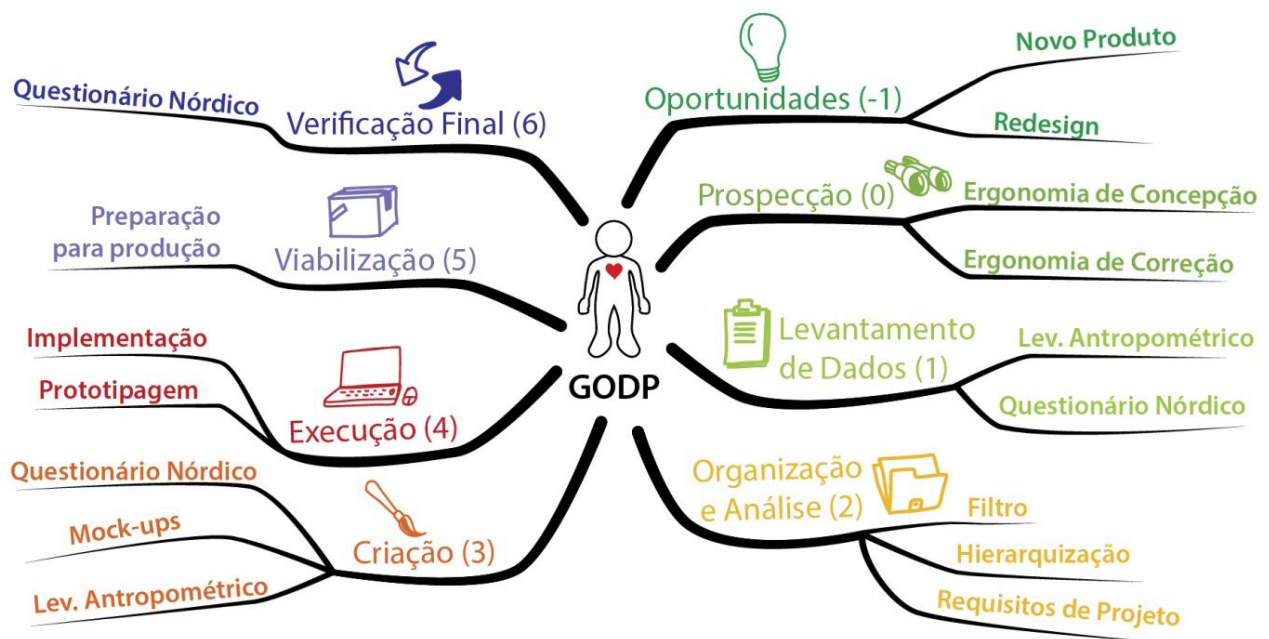 GODP
Oportunidades (-1)
Novo Produto
Redesign
Prospecção (0)
Ergonomia de Concepção
Ergonomia de Correção
Levantamento
de Dados (1)
Lev. Antropométrico
Questionário Nórdico
Organização
e Análise (2)
Filtro
Hierarquização
Requisitos de Projeto
Criação (3)
Questionário Nórdico
Mock-ups
Lev. Antropométrico
Execução (4)
Implementação
Prototipagem
Viabilização (5)
Preparação
para produção
Verificação Final (6)
Questionário Nórdico